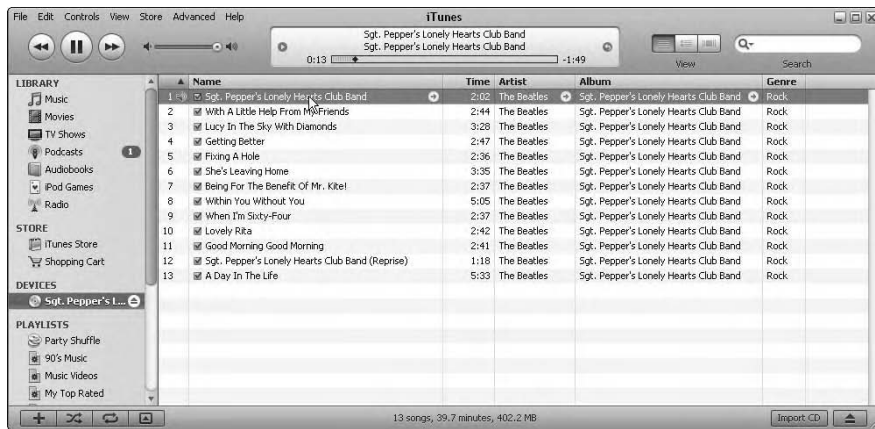 File Edit Controls View Store Advanced Help
iTunes
Sgt. Pepper's Lonely Hearts Club Band
Sgt. Pepper's Lonely Hearts Club Band
0:13
-1:49
View
Search
LIBRARY
Music
Movies
TV Shows
Podcasts 1
Audiobooks
iPod Games
Radio
STORE
iTunes Store
Shopping Cart
DEVICES
Sgt. Pepper's L...
PLAYLISTS
Party Shuffle
90's Music
Music Videos
My Top Rated
Name Time Artist Album Genre
1 Sgt. Pepper's Lonely Hearts Club Band 2:02 The Beatles Sgt. Pepper's Lonely Hearts Club Band Rock
2 With A Little Help From My Friends 2:44 The Beatles Sgt. Pepper's Lonely Hearts Club Band Rock
3 Lucy In The Sky With Diamonds 3:28 The Beatles Sgt. Pepper's Lonely Hearts Club Band Rock
4 Getting Better 2:47 The Beatles Sgt. Pepper's Lonely Hearts Club Band Rock
5 Fixing A Hole 2:36 The Beatles Sgt. Pepper's Lonely Hearts Club Band Rock
6 She's Leaving Home 3:35 The Beatles Sgt. Pepper's Lonely Hearts Club Band Rock
7 Being For The Benefit Of Mr. Kite! 2:37 The Beatles Sgt. Pepper's Lonely Hearts Club Band Rock
8 Within You Without You 5:05 The Beatles Sgt. Pepper's Lonely Hearts Club Band Rock
9 When I'm Sixty-Four 2:37 The Beatles Sgt. Pepper's Lonely Hearts Club Band Rock
10 Lovely Rita 2:42 The Beatles Sgt. Pepper's Lonely Hearts Club Band Rock
11 Good Morning Good Morning 2:41 The Beatles Sgt. Pepper's Lonely Hearts Club Band Rock
12 Sgt. Pepper's Lonely Hearts Club Band (Reprise) 1:18 The Beatles Sgt. Pepper's Lonely Hearts Club Band Rock
13 A Day In The Life 5:33 The Beatles Sgt. Pepper's Lonely Hearts Club Band Rock
13 songs, 39.7 minutes, 402.2 MB
Import CD